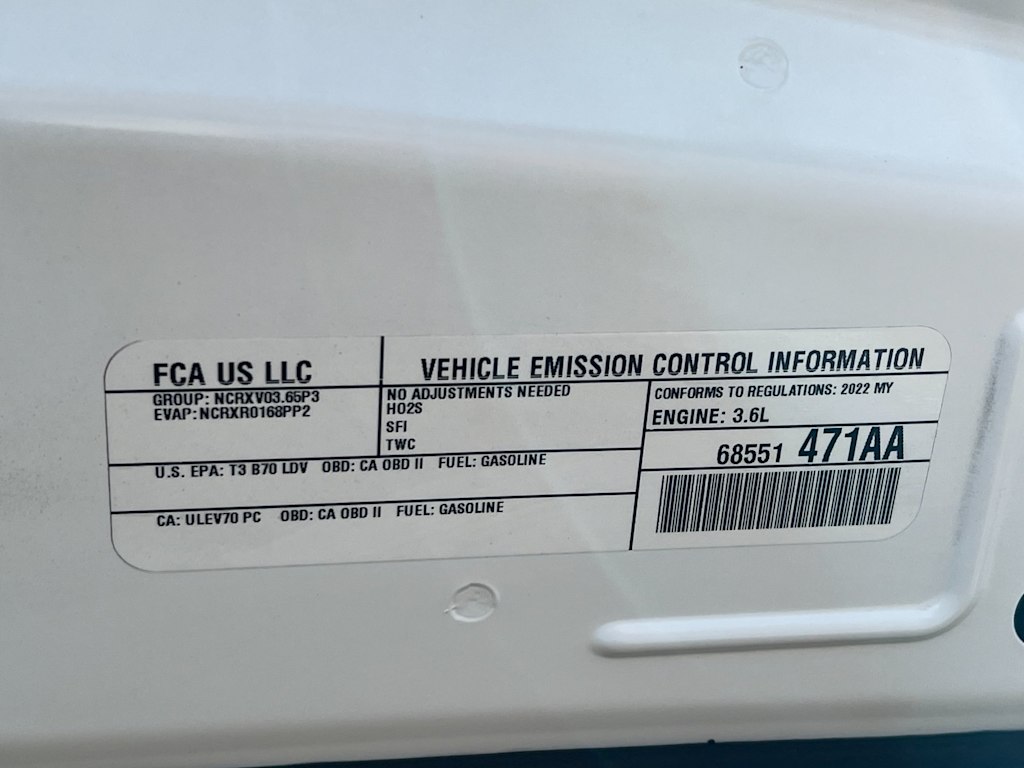 FCA US LLC
VEHICLE EMISSION CONTROL INFORMATION
GROUP: NCRXV03.65P3
EVAP: NCRXR0168PP2
NO ADJUSTMENTS NEEDED
HO2S
SFI
TWC
CONFORMS TO REGULATIONS: 2022 MY
ENGINE: 3.6L
68551 471AA
U.S. EPA: T3 B70 LDV OBD: CA OBD II FUEL: GASOLINE
CA: ULEV70 PC OBD: CA OBD II FUEL: GASOLINE